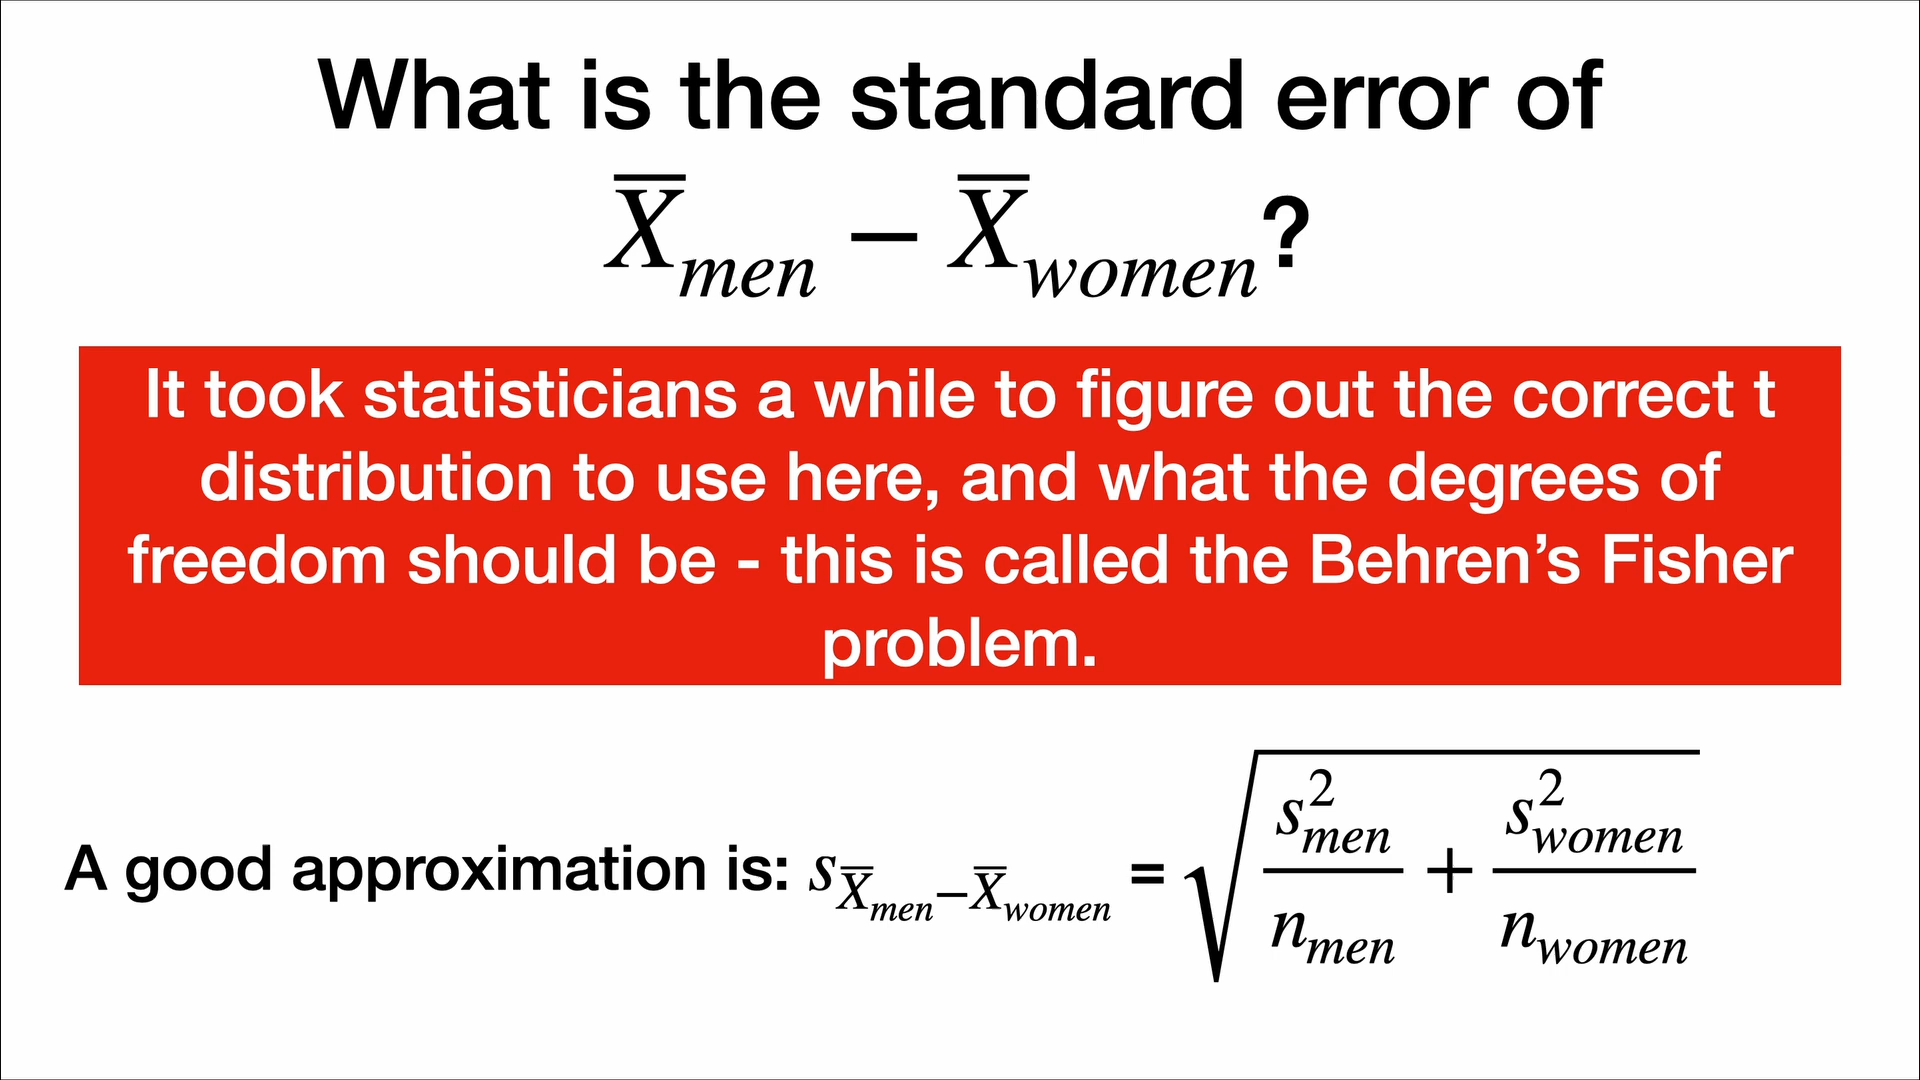 What is the standard error of
X̅men − X̅women?
It took statisticians a while to figure out the correct t
distribution to use here, and what the degrees of
freedom should be - this is called the Behren’s Fisher
problem.
A good approximation is: s_{X̅men−X̅women} = √(s²men/nmen + s²women/nwomen)